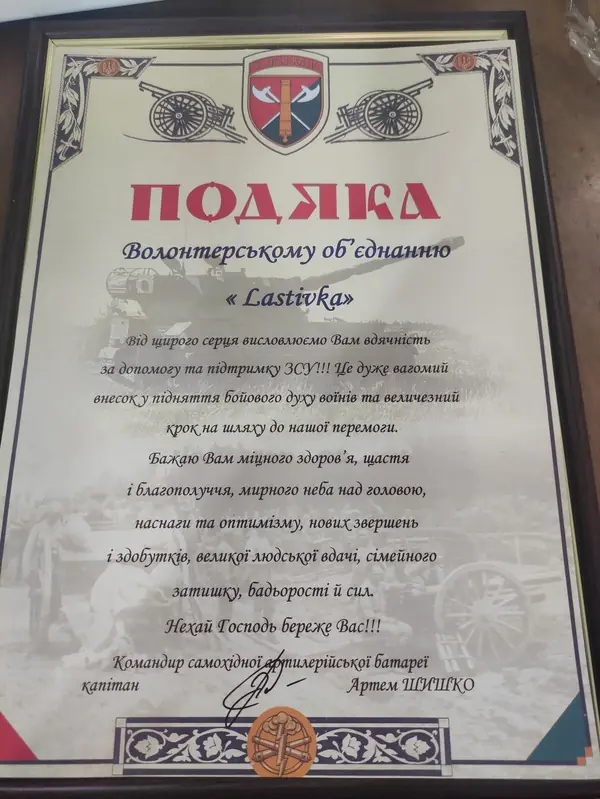 ПОДЯКА
Волонтерському об'єднанню
« Lastivka»
Від щирого серця висловлюємо Вам вдячність
за допомогу та підтримку ЗСУ!!! Це дуже вагомий
внесок у підняття бойового духу воїнів та величезний
крок на шляху до нашої перемоги.
Бажаю Вам міцного здоров'я, щастя
і благополуччя, мирного неба над головою,
наснаги та оптимізму, нових звершень
і здобутків, великої людської вдачі, сімейного
затишку, бадьорості й сил.
Нехай Господь береже Вас!!!
Командир самохідної артилерійської батареї
капітан Артем ШИШКО